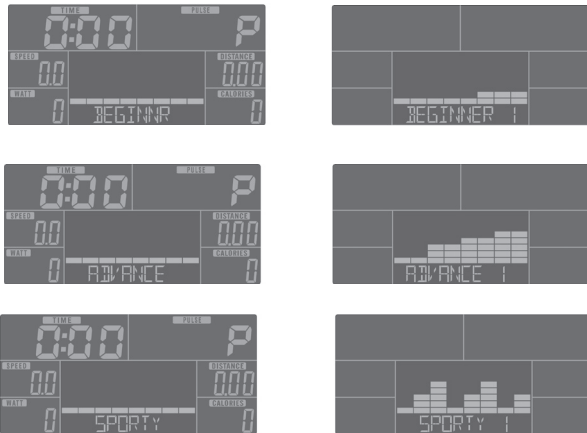 TIME PULSE
0:00 P
SPEED DISTANCE
0.0 0.00
WATT CALORIES
0 0
BEGINNR
BEGINNER 1
TIME PULSE
0:00 P
SPEED DISTANCE
0.0 0.00
WATT CALORIES
0 0
ADVANCE
ADVANCE 1
TIME PULSE
0:00 P
SPEED DISTANCE
0.0 0.00
WATT CALORIES
0 0
SPORTY
SPORTY 1